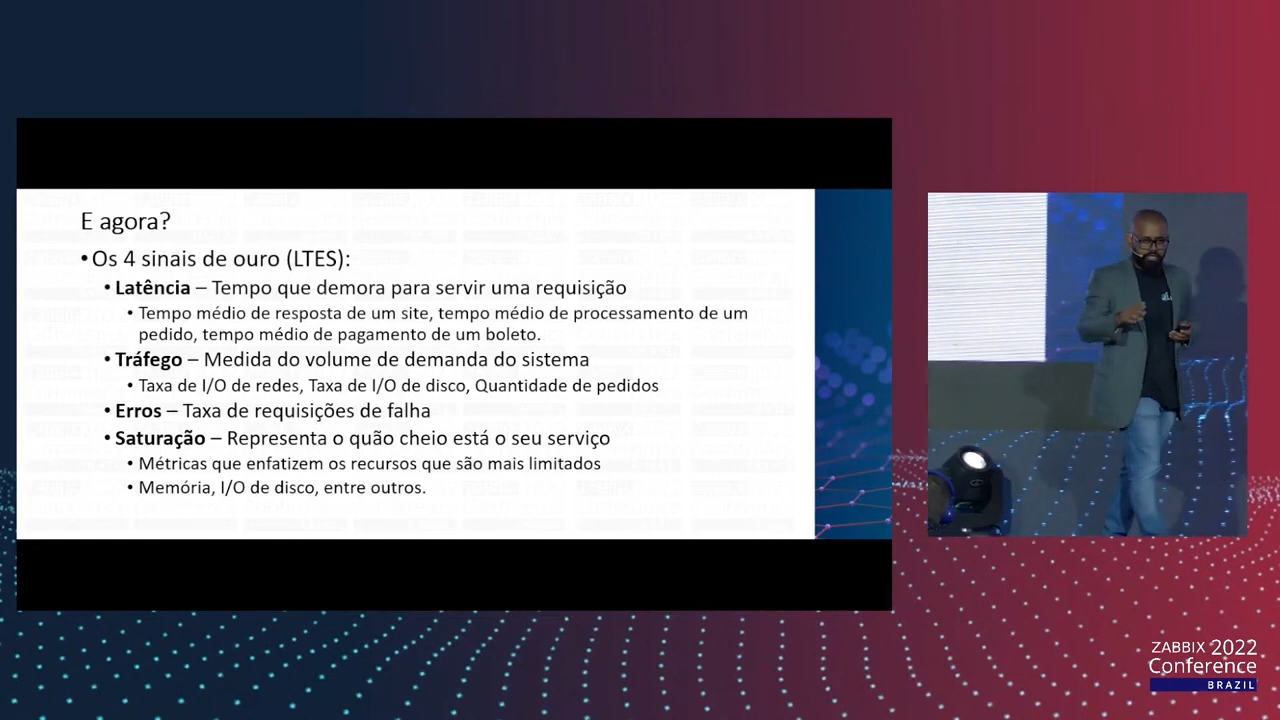 E agora?
• Os 4 sinais de ouro (LTES):
• Latência – Tempo que demora para servir uma requisição
• Tempo médio de resposta de um site, tempo médio de processamento de um
pedido, tempo médio de pagamento de um boleto.
• Tráfego – Medida do volume de demanda do sistema
• Taxa de I/O de redes, Taxa de I/O de disco, Quantidade de pedidos
• Erros – Taxa de requisições de falha
• Saturação – Representa o quão cheio está o seu serviço
• Métricas que enfatizem os recursos que são mais limitados
• Memória, I/O de disco, entre outros.
ZABBIX 2022
Conference
BRAZIL